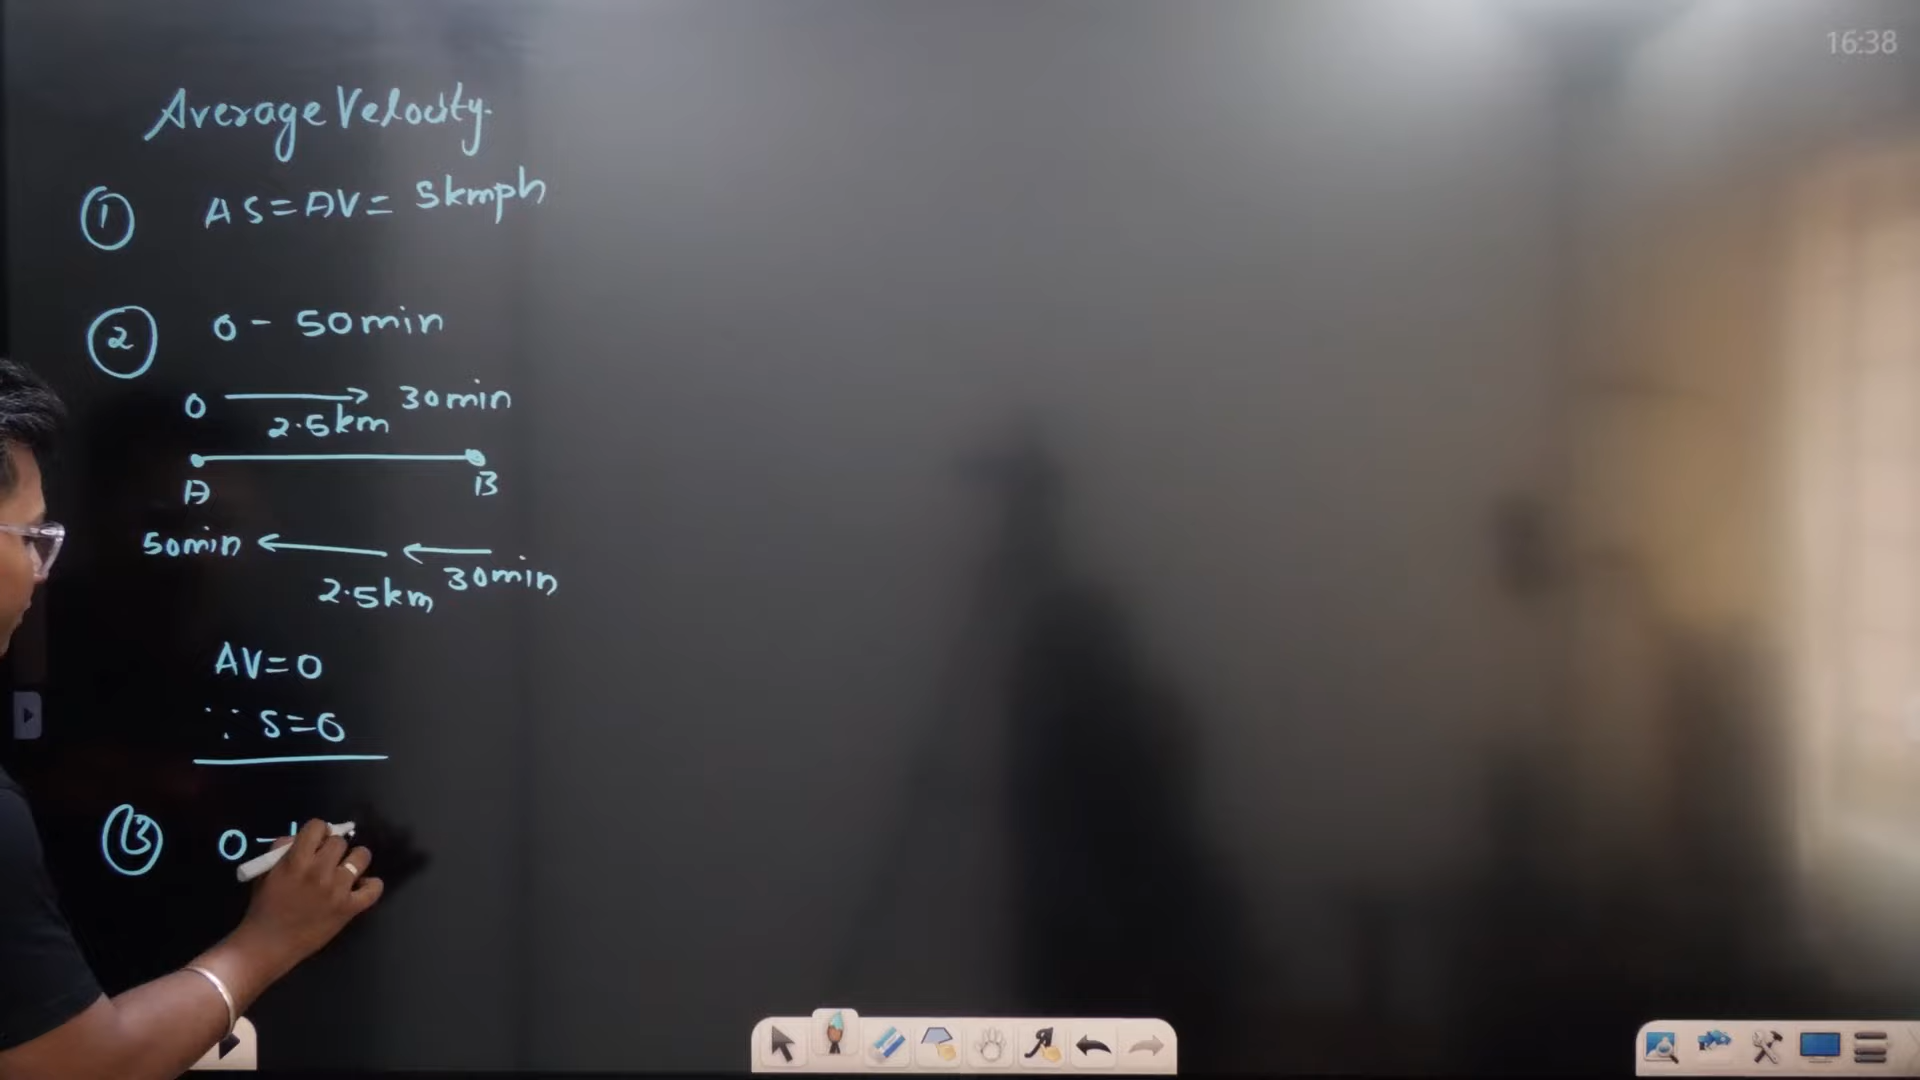 16:38
Average Velocity.
① AS=AV= 5kmph
② 0 - 50min
0 → 30min
2.5km
A B
50min ← ←
30min
2.5km
AV=0
∵ S=0
③ 0 -